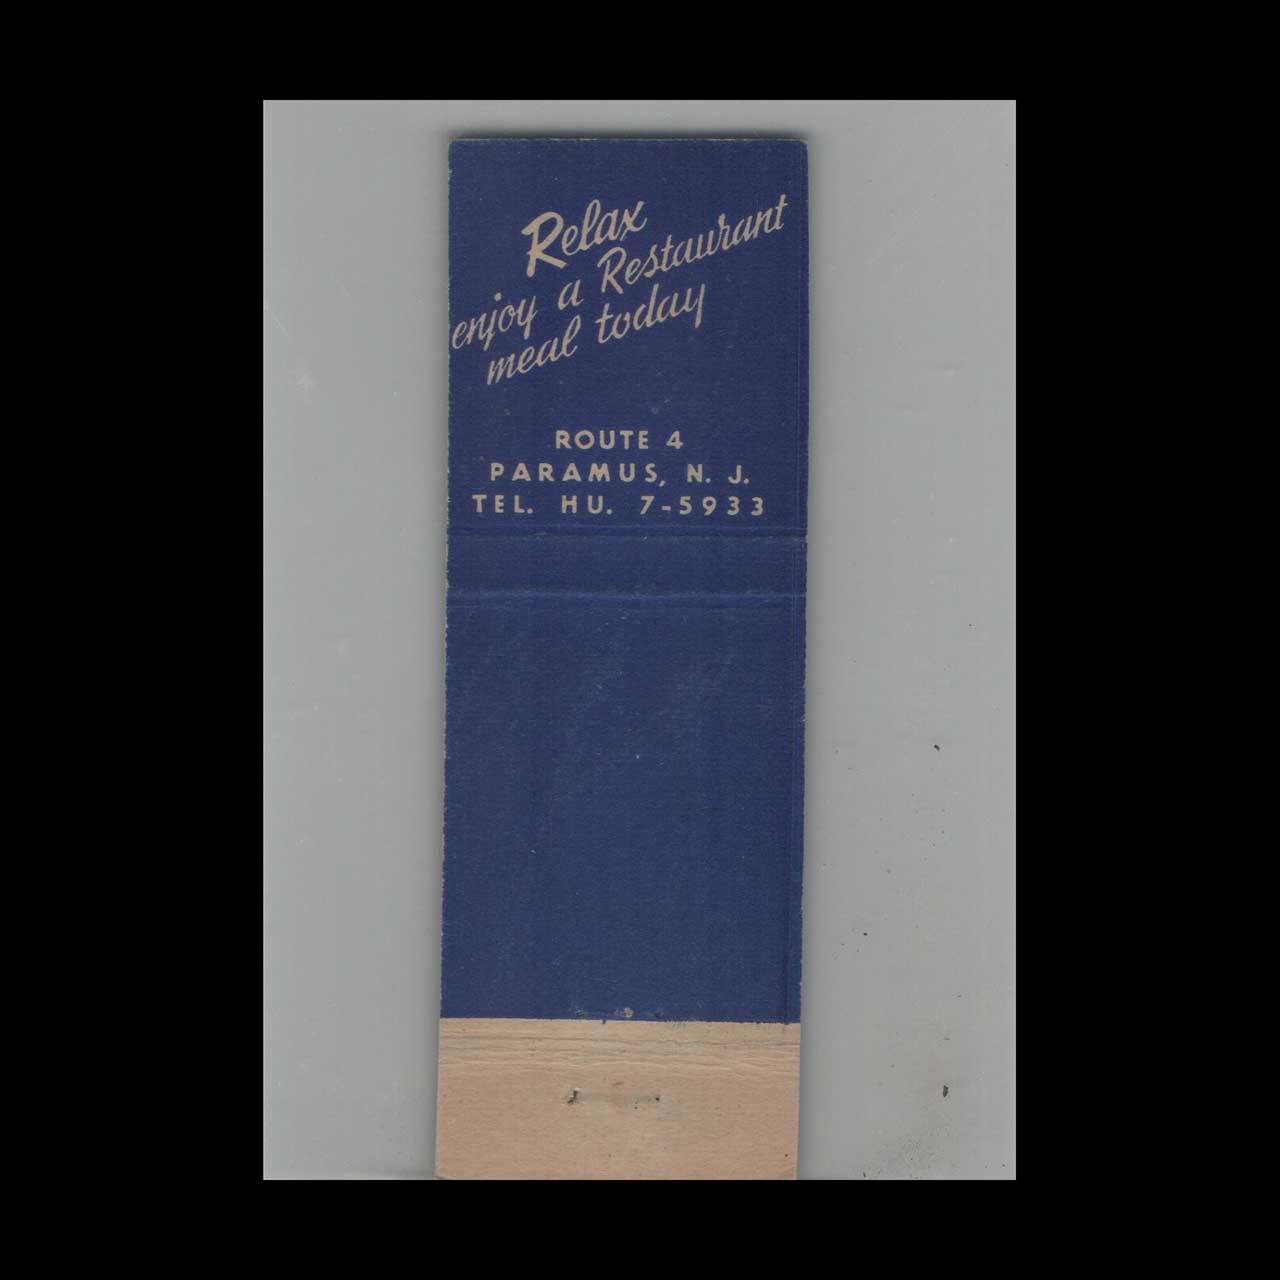 Relax
enjoy a Restaurant
meal today
ROUTE 4
PARAMUS, N. J.
TEL. HU. 7-5933